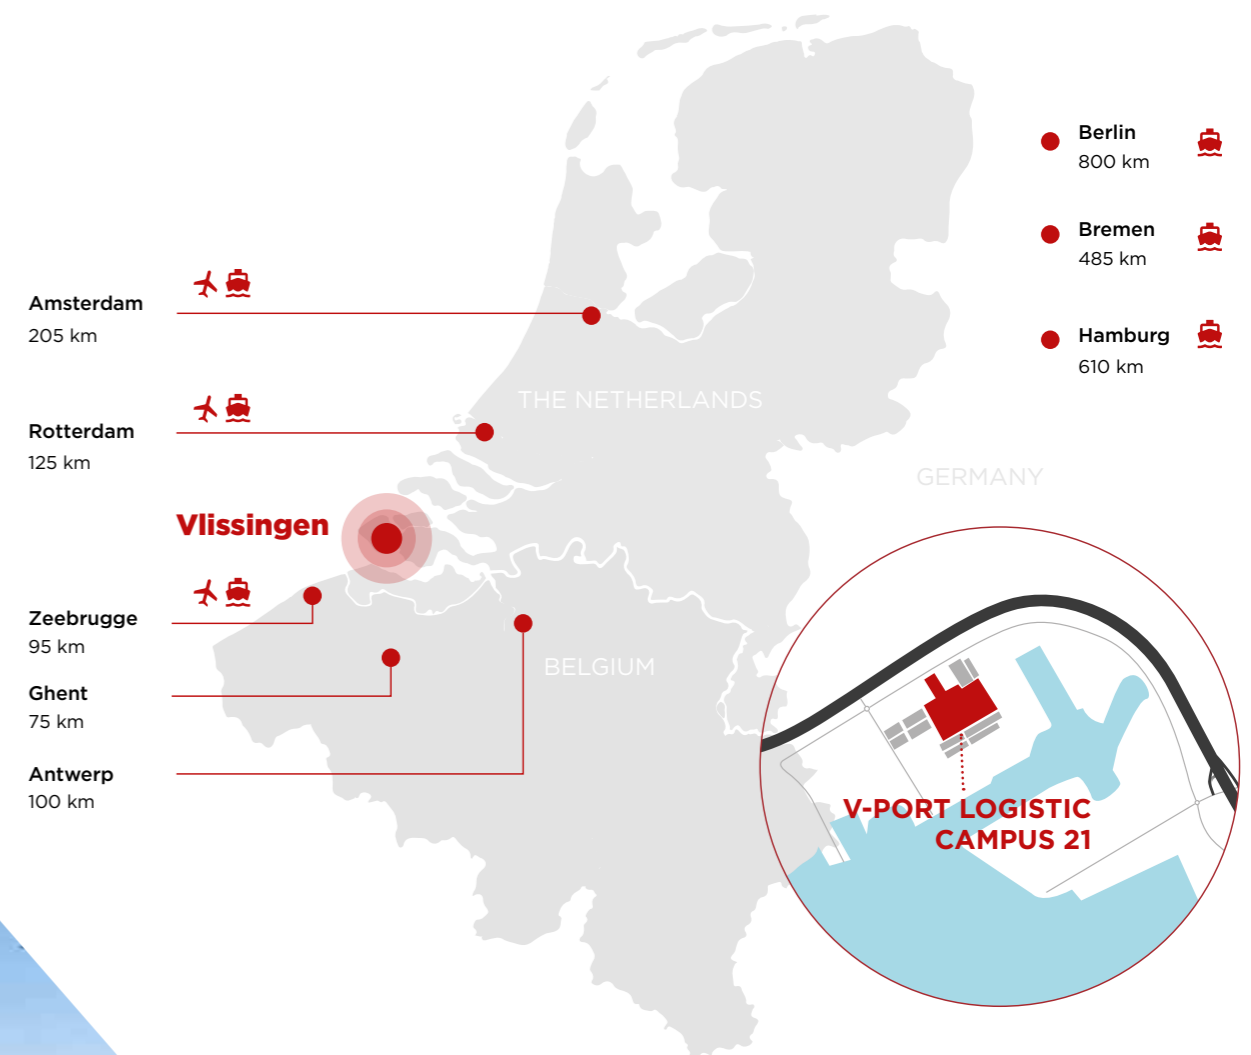 Berlin
800 km
Bremen
485 km
Hamburg
610 km
Amsterdam
205 km
Rotterdam
125 km
THE NETHERLANDS
GERMANY
Vlissingen
Zeebrugge
95 km
Ghent
75 km
Antwerp
100 km
BELGIUM
V-PORT LOGISTIC
CAMPUS 21